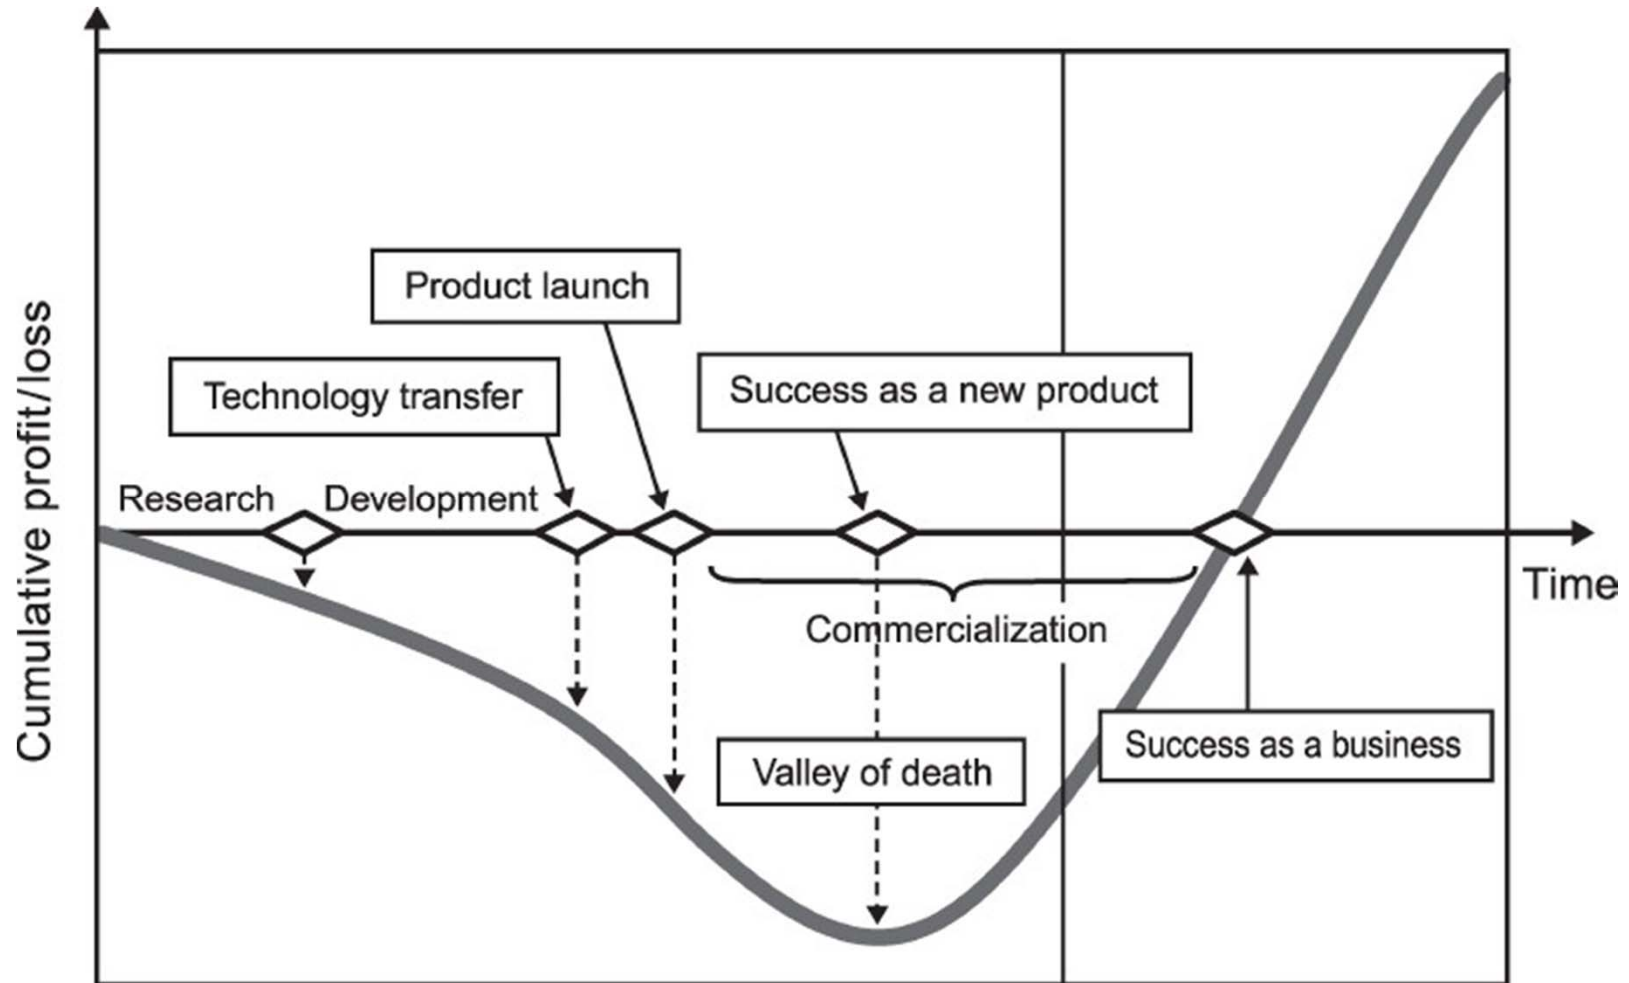 Product launch
Success as a new product
Technology transfer
Research
Development
Cumulative profit/loss
Time
Commercialization
Success as a business
Valley of death